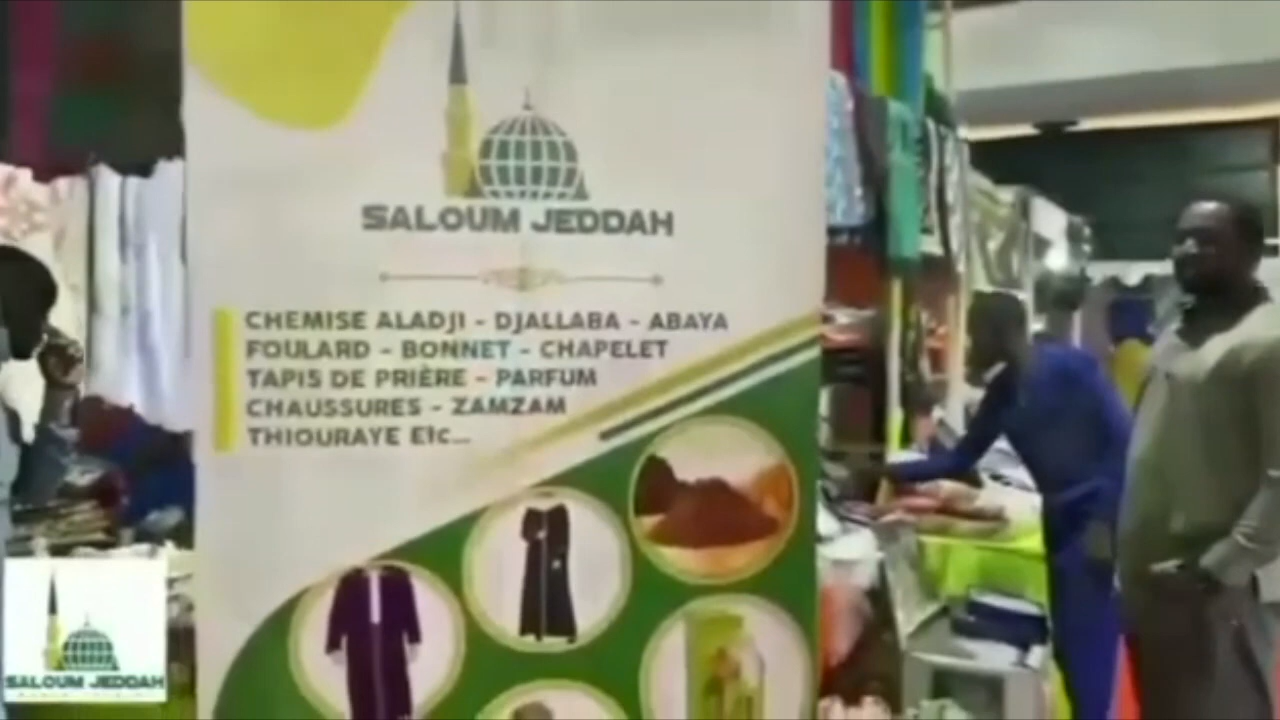 SALOUM JEDDAH
CHEMISE ALADJI - DJALLABA - ABAYA
FOULARD - BONNET - CHAPELET
TAPIS DE PRIÈRE - PARFUM
CHAUSSURES - ZAMZAM
THIOURAYE Etc...
SALOUM JEDDAH